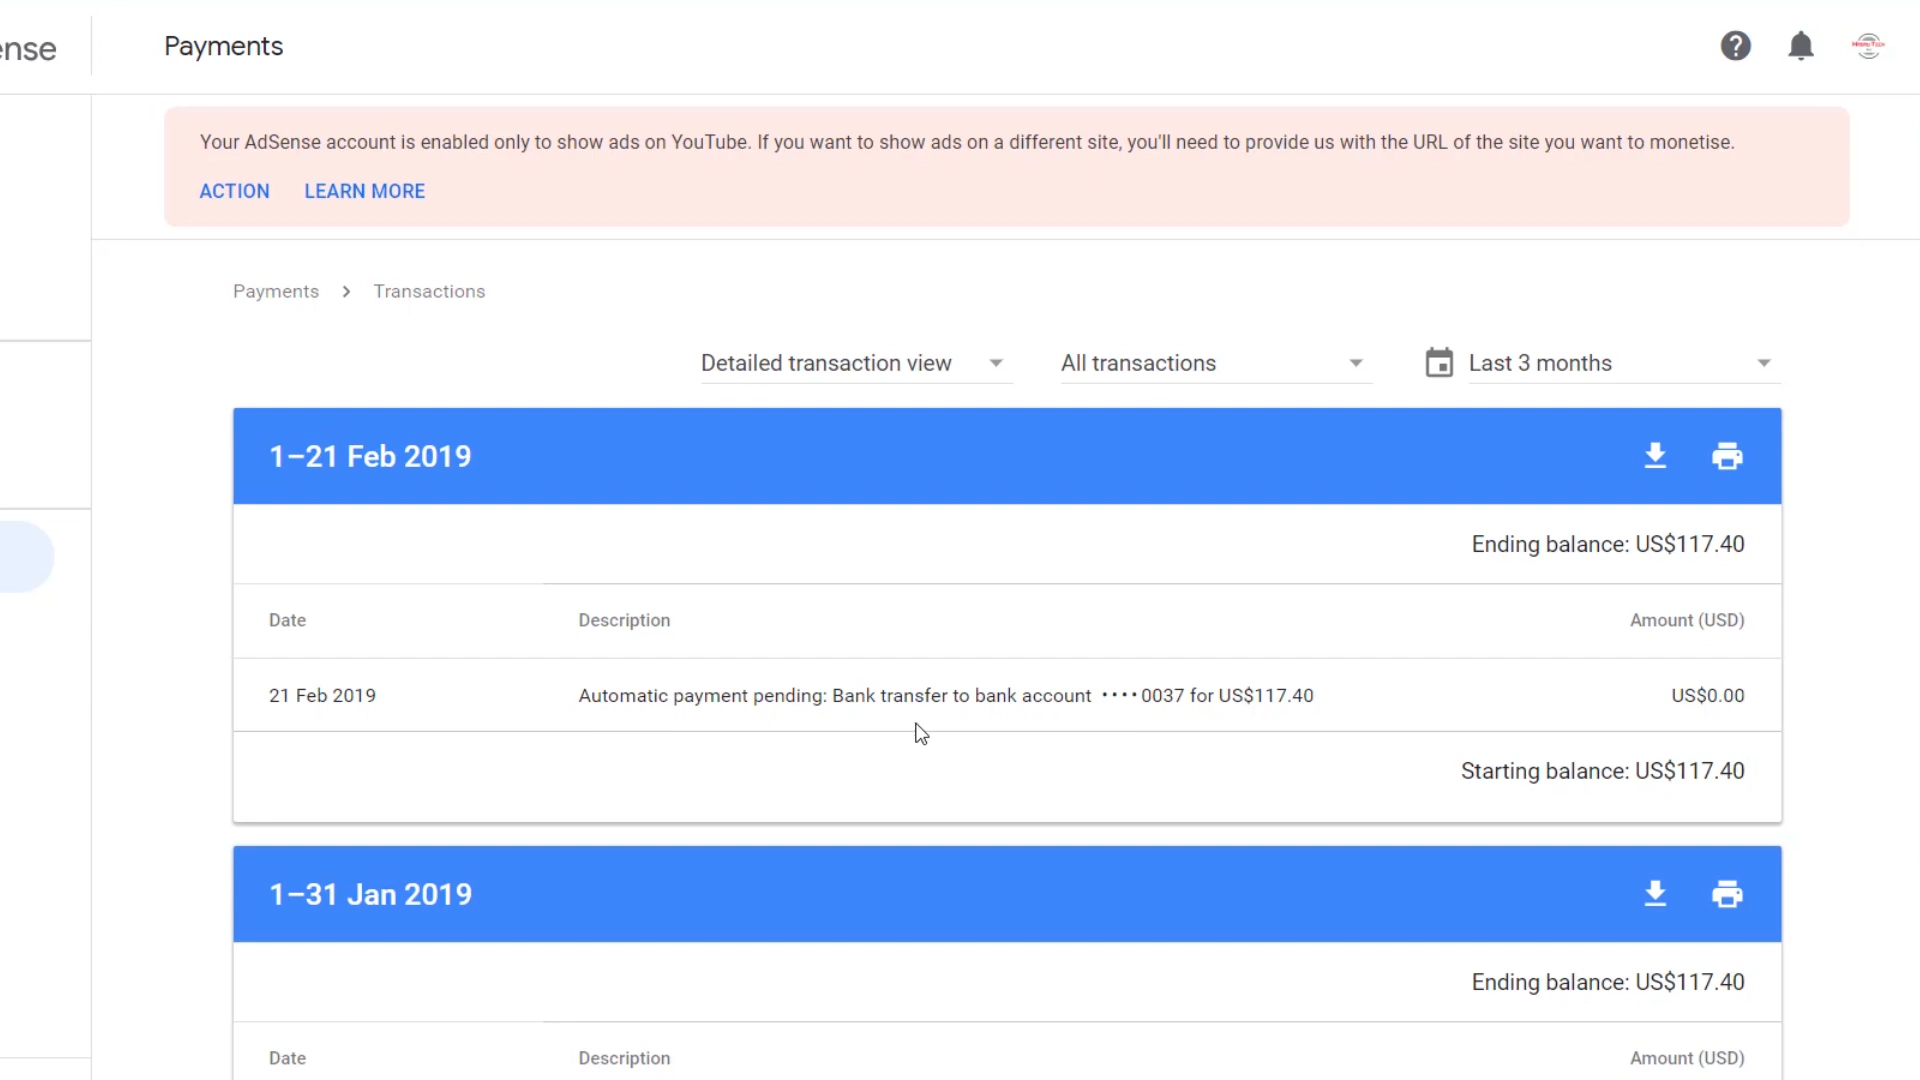 ense
Payments
Your AdSense account is enabled only to show ads on YouTube. If you want to show ads on a different site, you'll need to provide us with the URL of the site you want to monetise.
ACTION LEARN MORE
Payments > Transactions
Detailed transaction view All transactions Last 3 months
1–21 Feb 2019
Ending balance: US$117.40
Date Description Amount (USD)
21 Feb 2019 Automatic payment pending: Bank transfer to bank account •••• 0037 for US$117.40 US$0.00
Starting balance: US$117.40
1–31 Jan 2019
Ending balance: US$117.40
Date Description Amount (USD)